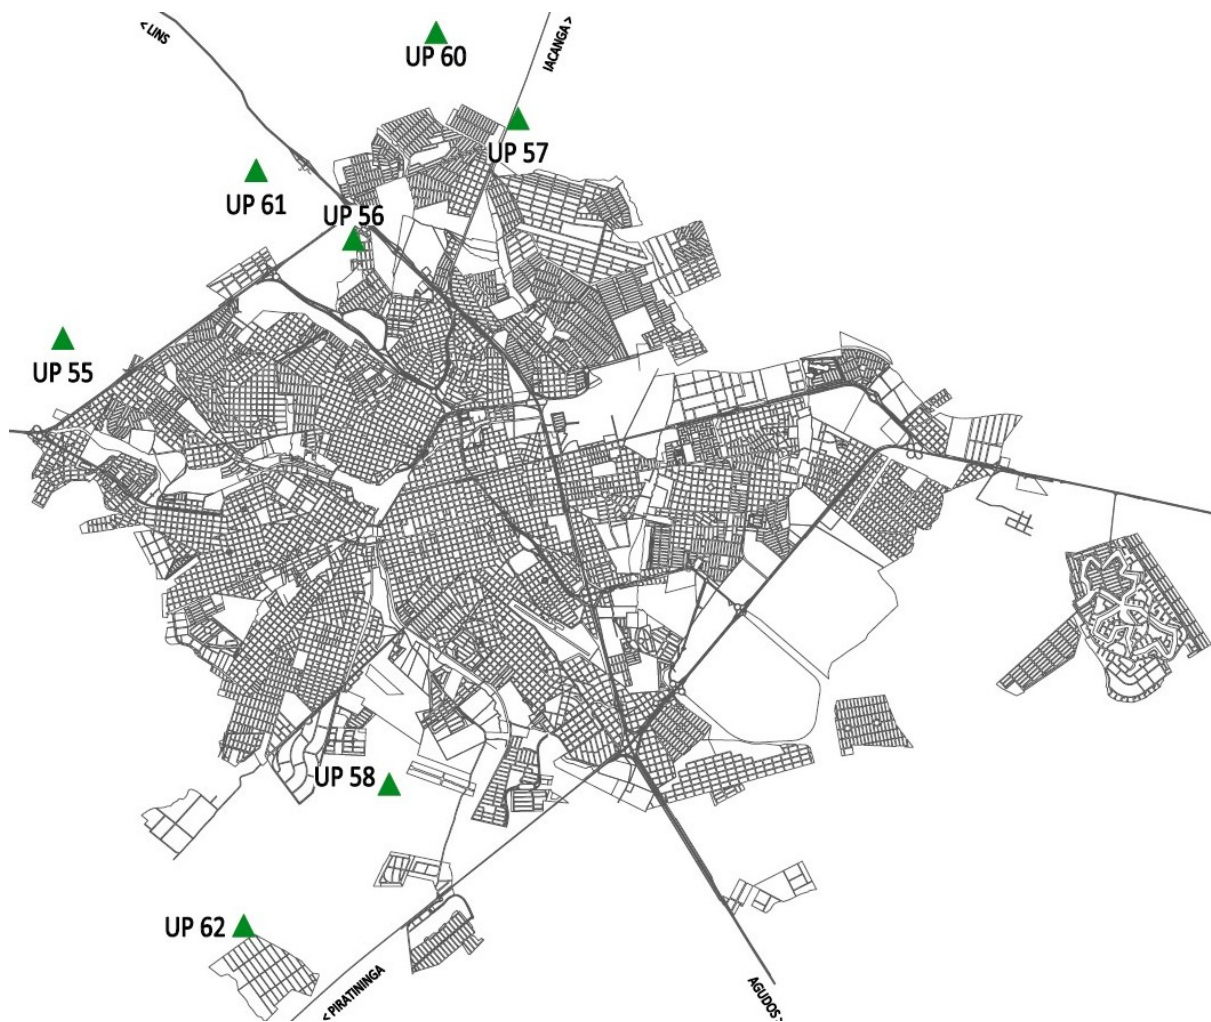 < LINS
UP 60
IACANGA >
UP 57
UP 61
UP 56
UP 55
UP 58
UP 62
< PIRATININGA
AGUDOS >